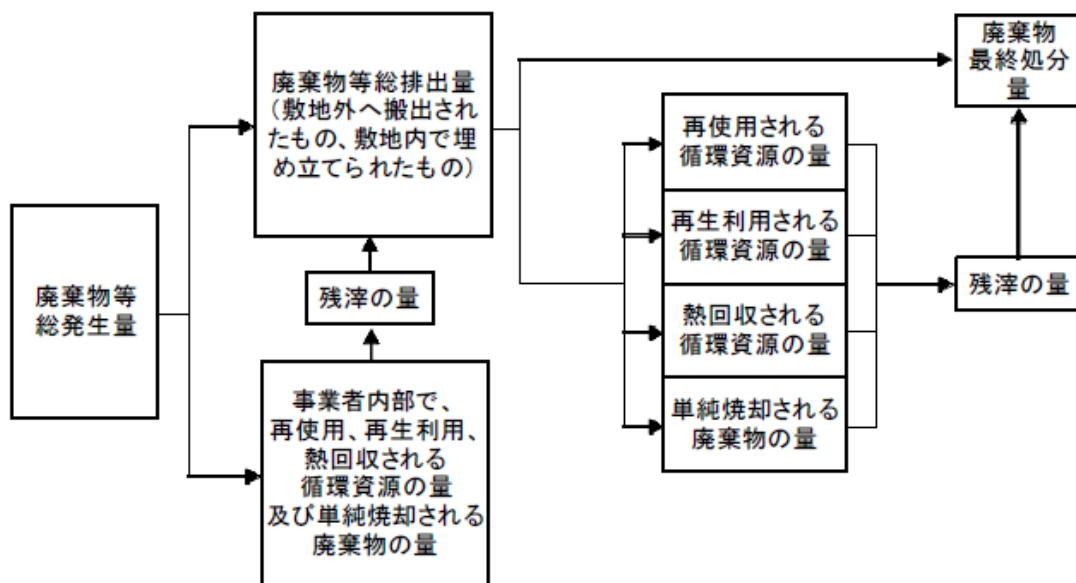 廃棄物等
総発生量
廃棄物等総排出量
（敷地外へ搬出され
たもの、敷地内で埋
め立てられたもの）
残滓の量
事業者内部で、
再使用、再生利用、
熱回収される
循環資源の量
及び単純焼却される
廃棄物の量
再使用される
循環資源の量
再生利用される
循環資源の量
熱回収される
循環資源の量
単純焼却される
廃棄物の量
廃棄物
最終処分
量
残滓の量